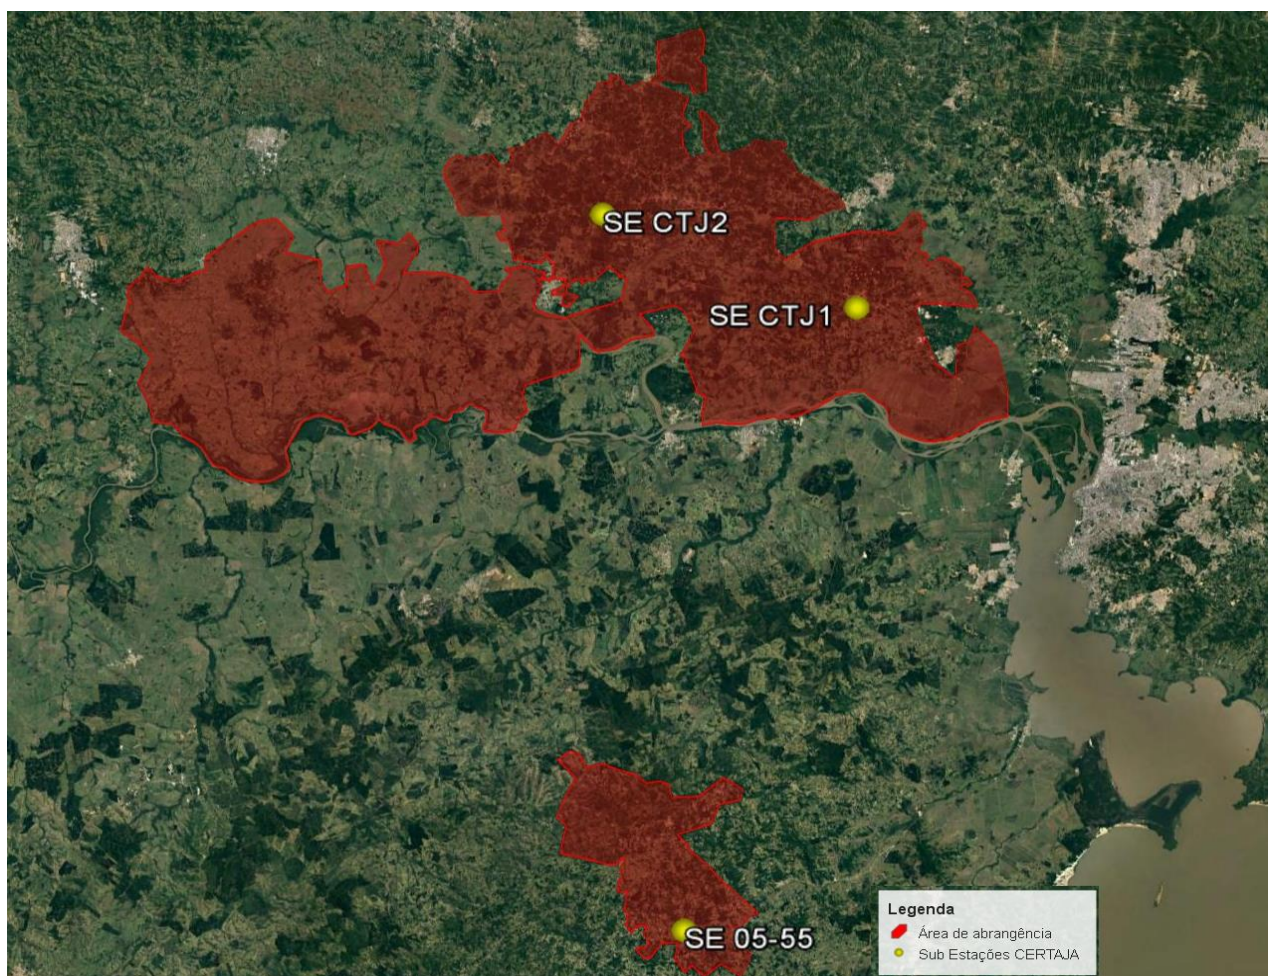 SE CTJ2
SE CTJ1
SE 05-55
Legenda
Área de abrangência
Sub Estações CERTAJA